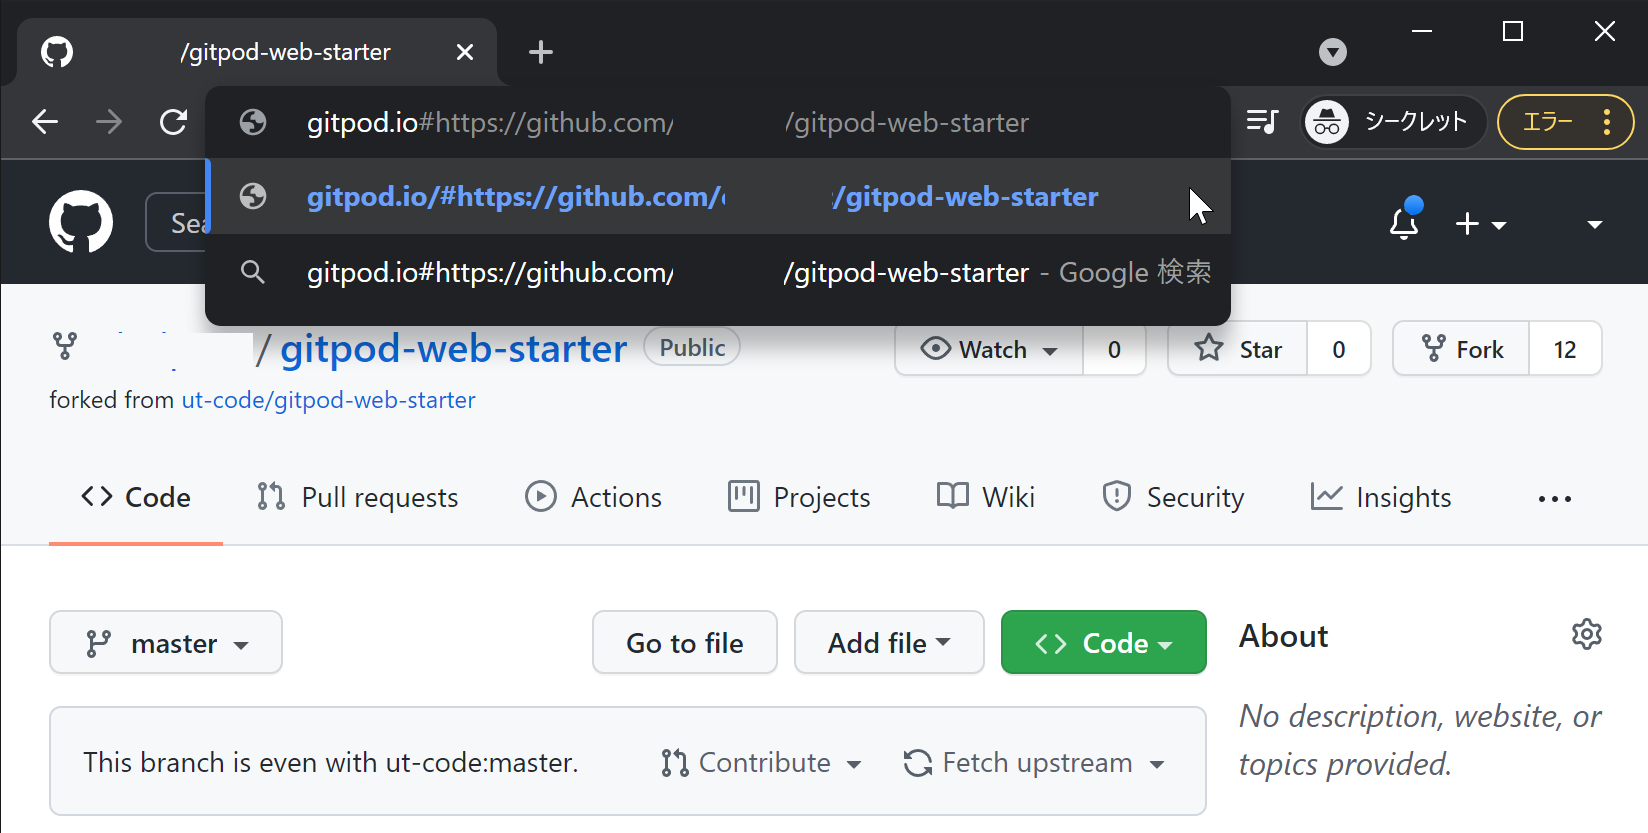 /gitpod-web-starter
gitpod.io#https://github.com/ /gitpod-web-starter
シークレット
エラー
gitpod.io/#https://github.com/ /gitpod-web-starter
gitpod.io#https://github.com/ /gitpod-web-starter - Google 検索
Sea
/ gitpod-web-starter Public
Watch 0
Star 0
Fork 12
forked from ut-code/gitpod-web-starter
Code Pull requests Actions Projects Wiki Security Insights
master Go to file Add file Code
About
No description, website, or
topics provided.
This branch is even with ut-code:master. Contribute Fetch upstream